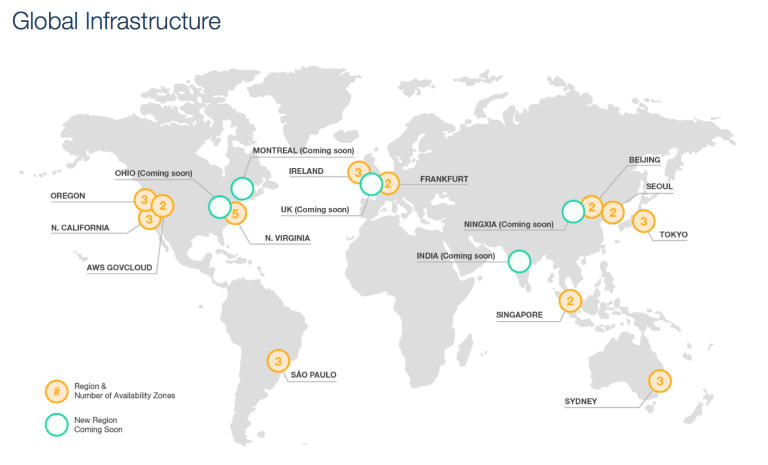 Global Infrastructure
MONTREAL (Coming soon)
OHIO (Coming soon)
IRELAND
3
2
FRANKFURT
BEIJING
SEOUL
OREGON
3
2
5
3
N. CALIFORNIA
UK (Coming soon)
N. VIRGINIA
AWS GOVCLOUD
NINGXIA (Coming soon)
2
2
3
TOKYO
INDIA (Coming soon)
SINGAPORE
2
3
SÃO PAULO
SYDNEY
3
#
Region &
Number of Availability Zones
New Region
Coming Soon